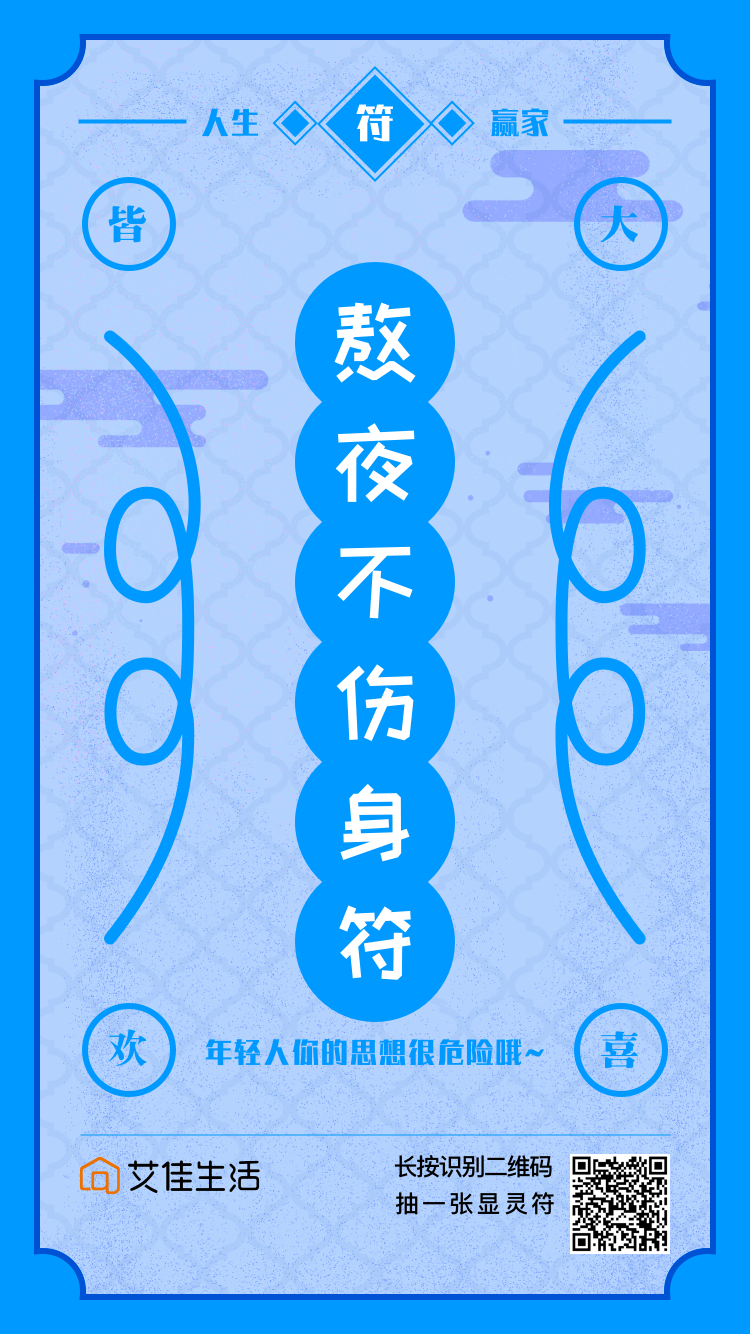 人生 符 赢家
皆 大
熬
夜
不
伤
身
符
欢 喜
年轻人你的思想很危险哦~
艾佳生活
长按识别二维码
抽一张显灵符